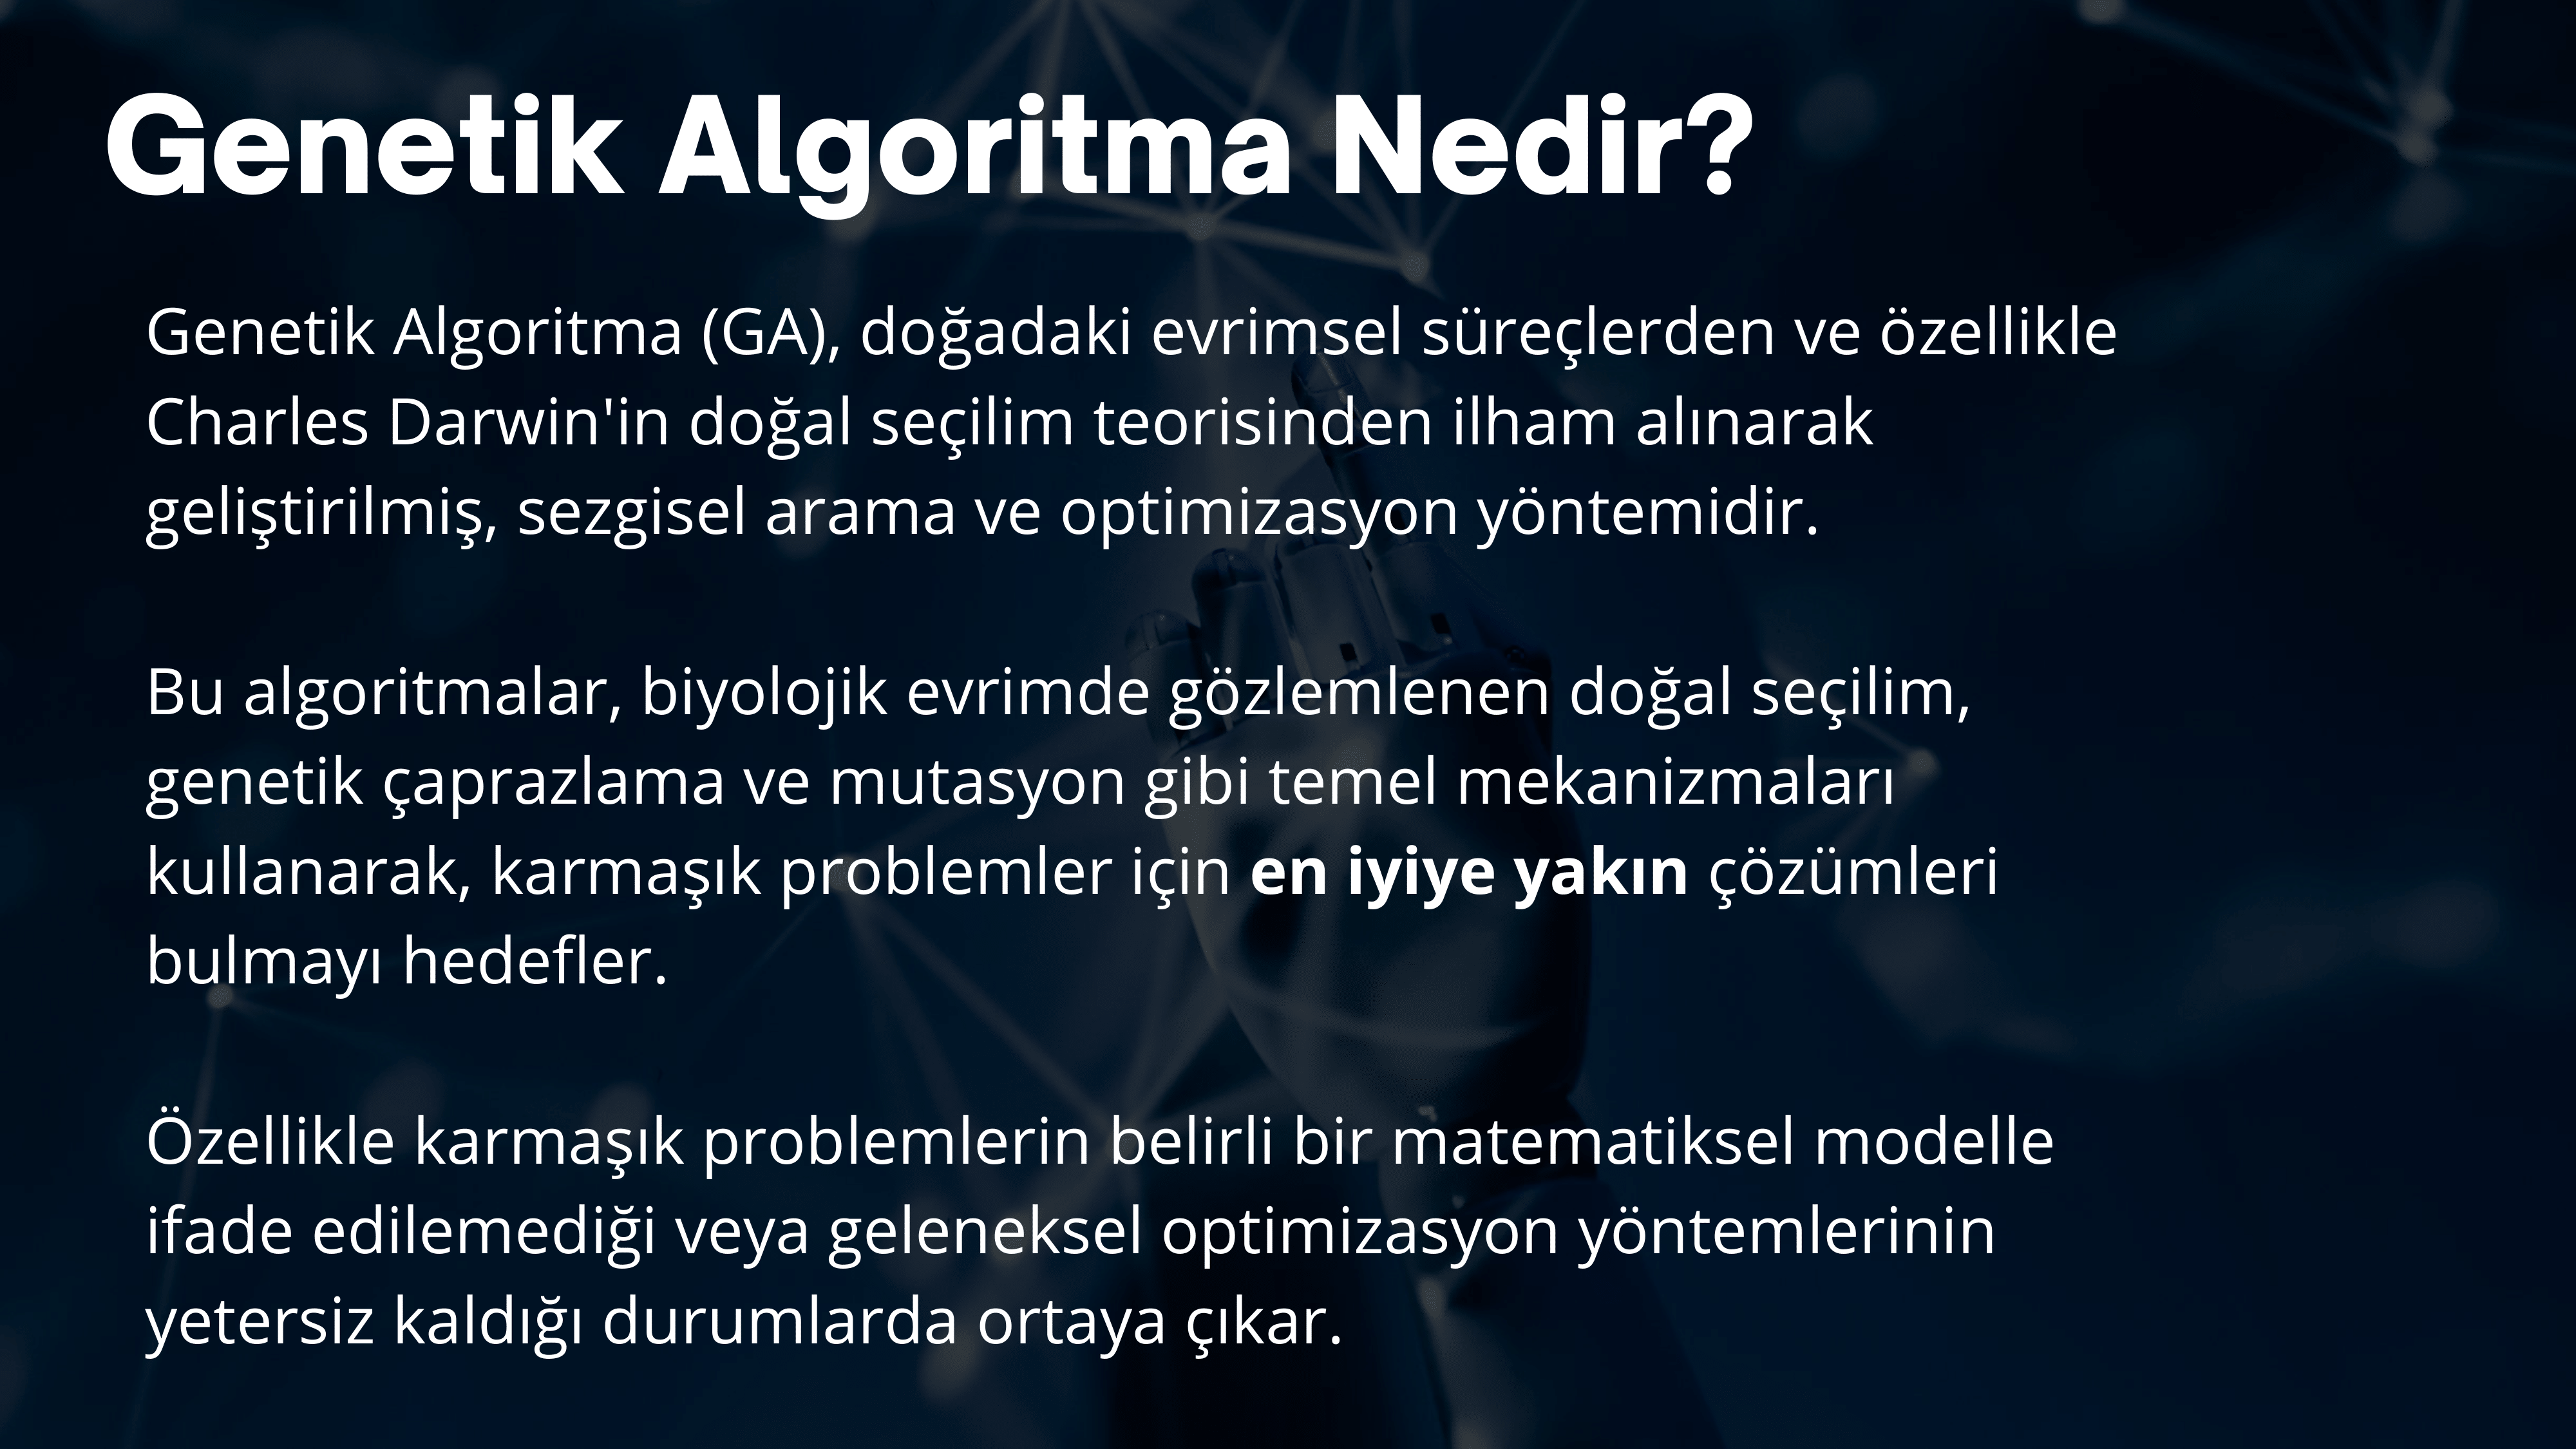 Genetik Algoritma Nedir?
Genetik Algoritma (GA), doğadaki evrimsel süreçlerden ve özellikle
Charles Darwin'in doğal seçilim teorisinden ilham alınarak
geliştirilmiş, sezgisel arama ve optimizasyon yöntemidir.
Bu algoritmalar, biyolojik evrimde gözlemlenen doğal seçilim,
genetik çaprazlama ve mutasyon gibi temel mekanizmaları
kullanarak, karmaşık problemler için en iyiye yakın çözümleri
bulmayı hedefler.
Özellikle karmaşık problemlerin belirli bir matematiksel modelle
ifade edilemediği veya geleneksel optimizasyon yöntemlerinin
yetersiz kaldığı durumlarda ortaya çıkar.